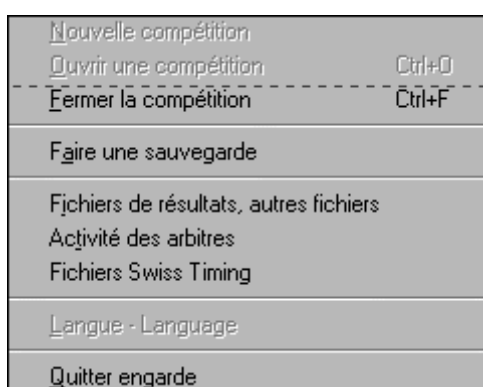 Nouvelle compétition
Ouvrir une compétition Ctrl+O
Fermer la compétition Ctrl+F
Faire une sauvegarde
Fichiers de résultats, autres fichiers
Activité des arbitres
Fichiers Swiss Timing
Langue - Language
Quitter engarde